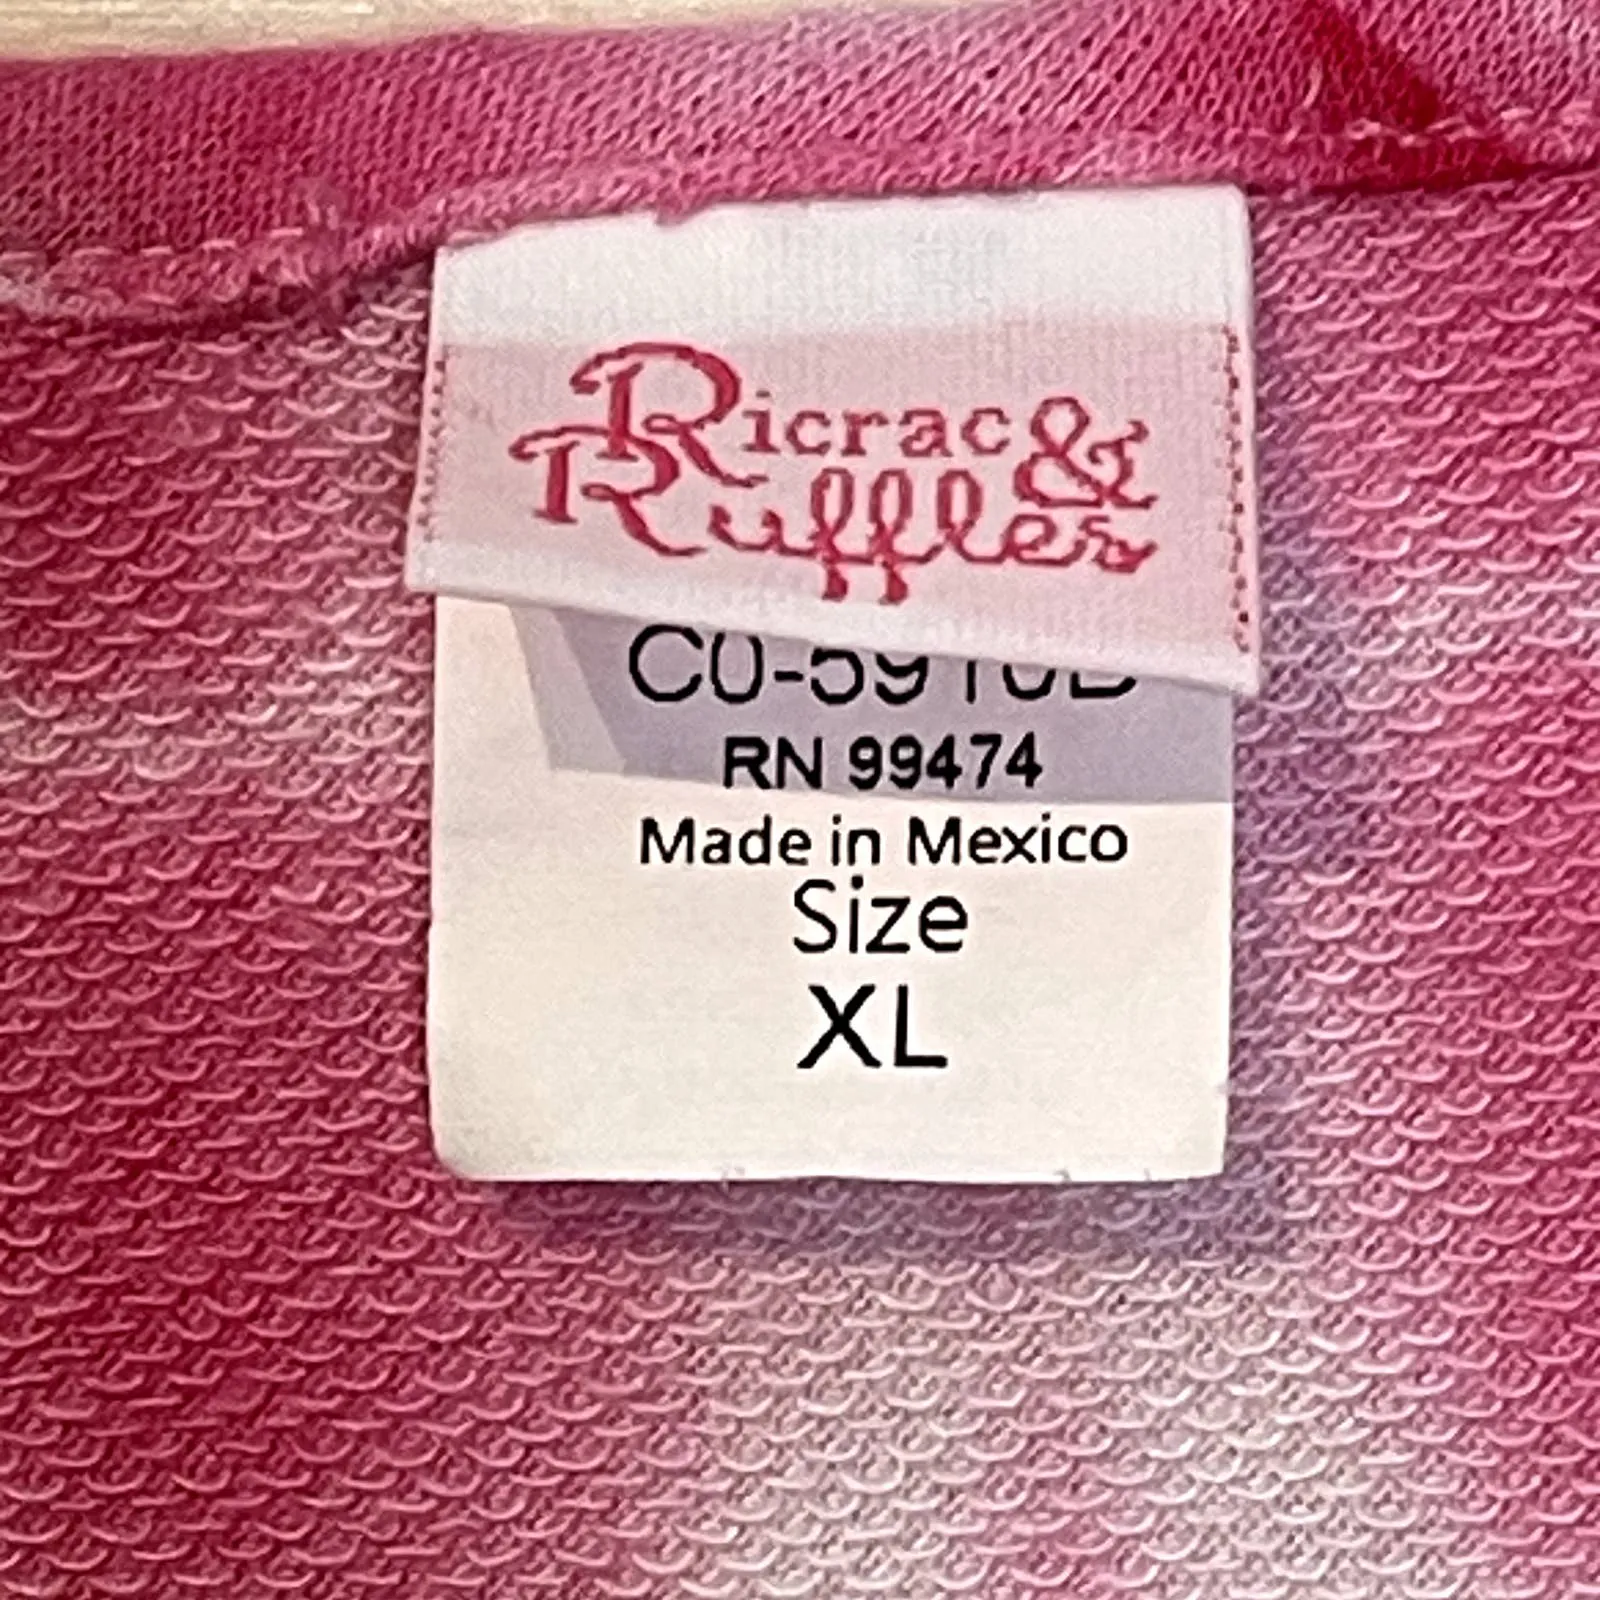 Ricrac &
Ruffles
RN 99474
Made in Mexico
Size
XL